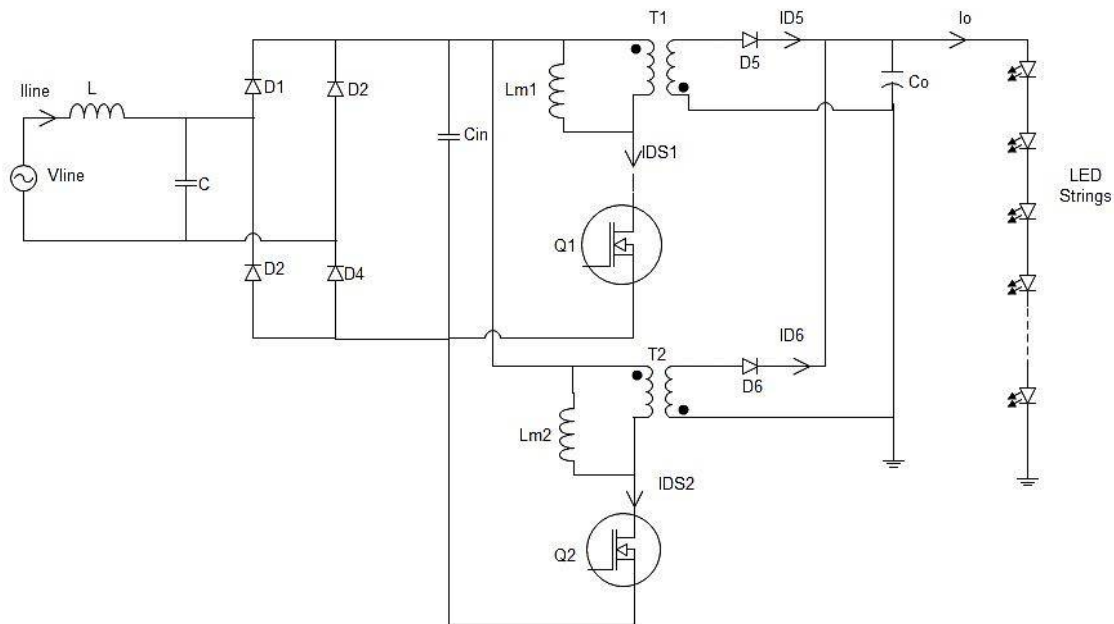 T1
ID5
Io
D5
Iline
L
D1
D2
Lm1
Co
Cin
Vline
C
IDS1
LED
Strings
Q1
D2
D4
ID6
T2
D6
Lm2
IDS2
Q2